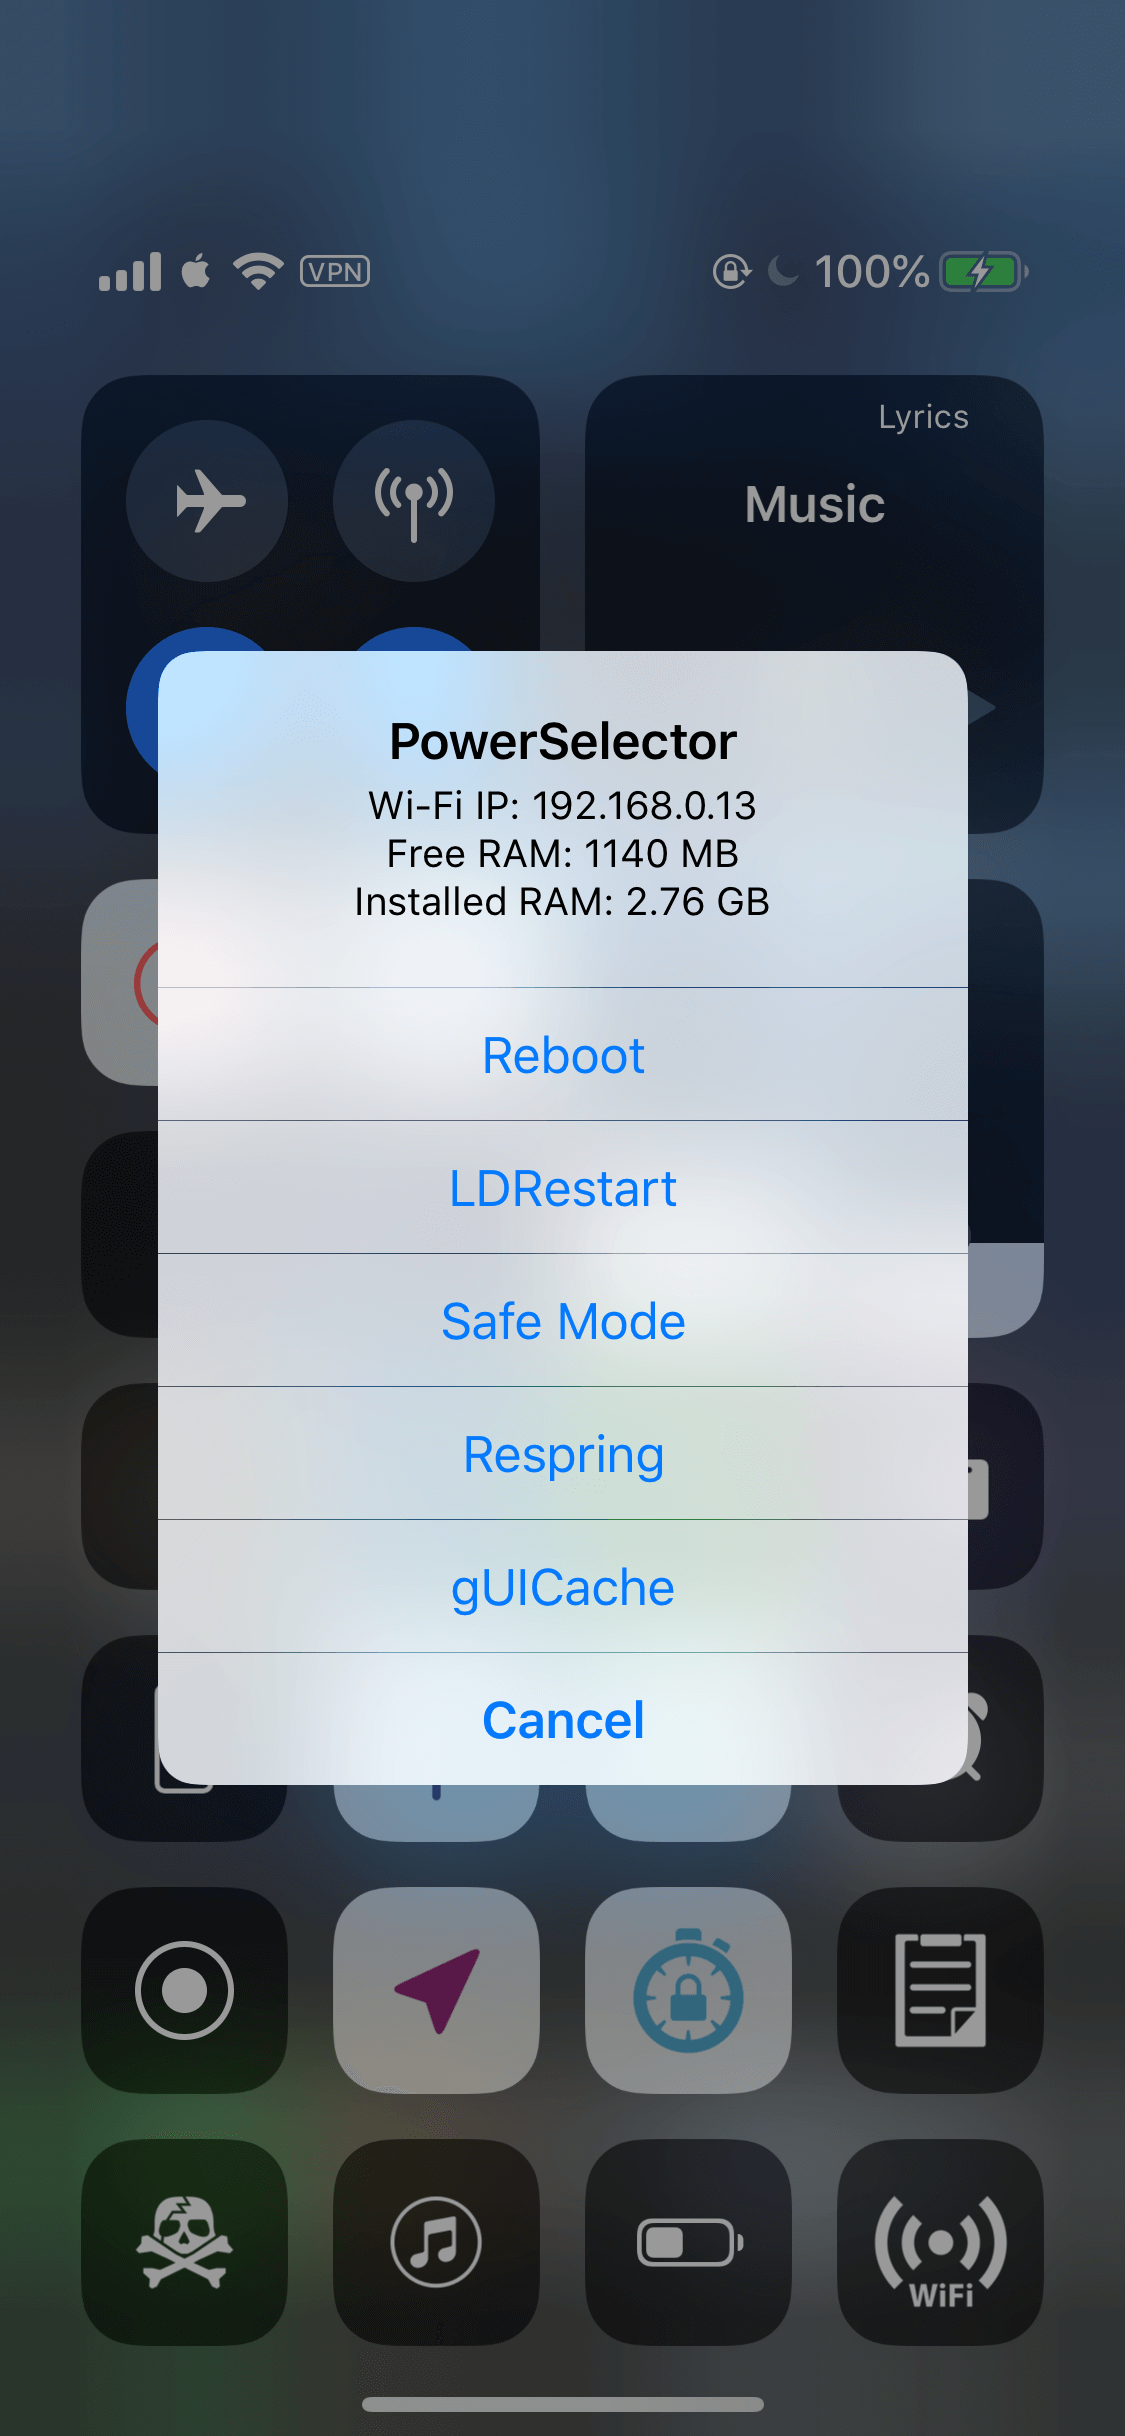 VPN 100%
Lyrics
Music
PowerSelector
Wi-Fi IP: 192.168.0.13
Free RAM: 1140 MB
Installed RAM: 2.76 GB
Reboot
LDRestart
Safe Mode
Respring
gUICache
Cancel
WiFi